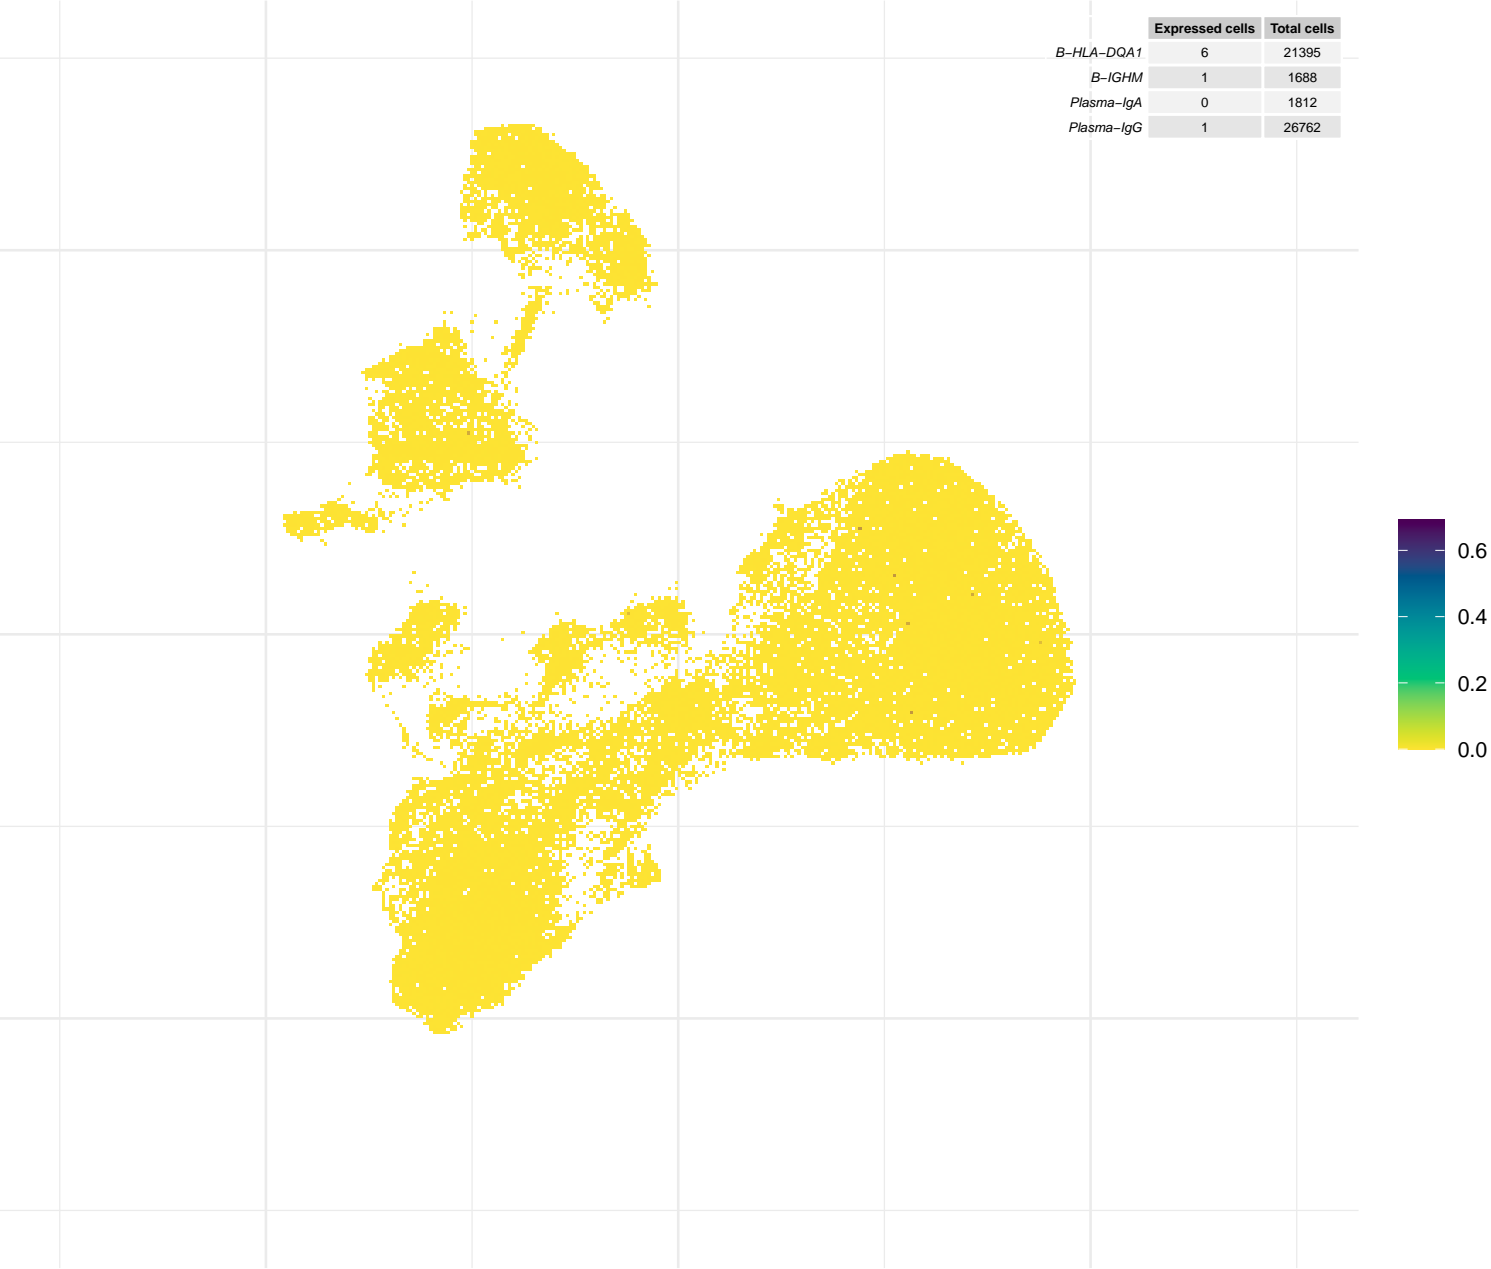 Expressed cells Total cells
B−HLA−DQA1 6 21395
B−IGHM 1 1688
Plasma−IgA 0 1812
Plasma−IgG 1 26762
0.6
0.4
0.2
0.0